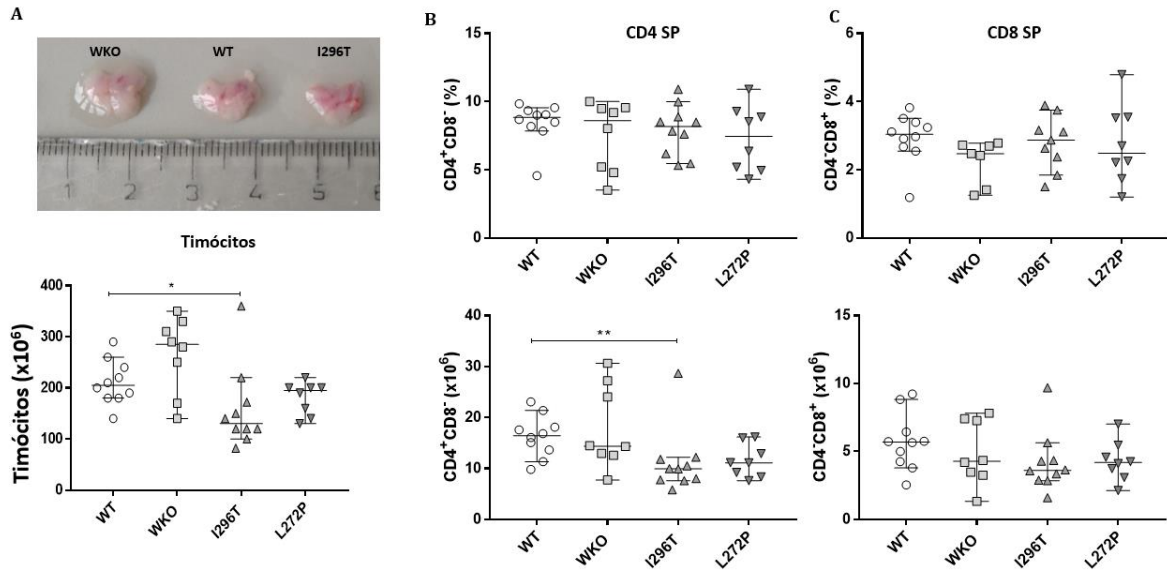 A
WKO WT I296T
1 2 3 4 5 6
Timócitos
Timócitos (x10⁶)
400
300
200
100
0
*
WT WKO I296T L272P
B
CD4 SP
CD4⁺CD8⁻ (%)
15
10
5
0
WT WKO I296T L272P
CD4⁺CD8⁻ (x10⁶)
40
30
20
10
0
**
WT WKO I296T L272P
C
CD8 SP
CD4⁻CD8⁺ (%)
6
4
2
0
WT WKO I296T L272P
CD4⁻CD8⁺ (x10⁶)
15
10
5
0
WT WKO I296T L272P